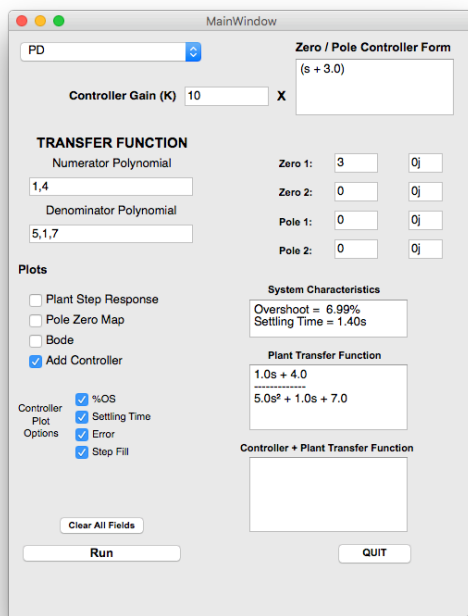 MainWindow
PD
Zero / Pole Controller Form
(s + 3.0)
Controller Gain (K)
10
X
TRANSFER FUNCTION
Numerator Polynomial
1,4
Denominator Polynomial
5,1,7
Zero 1:
3
0j
Zero 2:
0
0j
Pole 1:
0
0j
Pole 2:
0
0j
Plots
Plant Step Response
Pole Zero Map
Bode
Add Controller
Controller
Plot
Options
%OS
Settling Time
Error
Step Fill
System Characteristics
Overshoot = 6.99%
Settling Time = 1.40s
Plant Transfer Function
1.0s + 4.0
-------------
5.0s² + 1.0s + 7.0
Controller + Plant Transfer Function
Clear All Fields
Run
QUIT